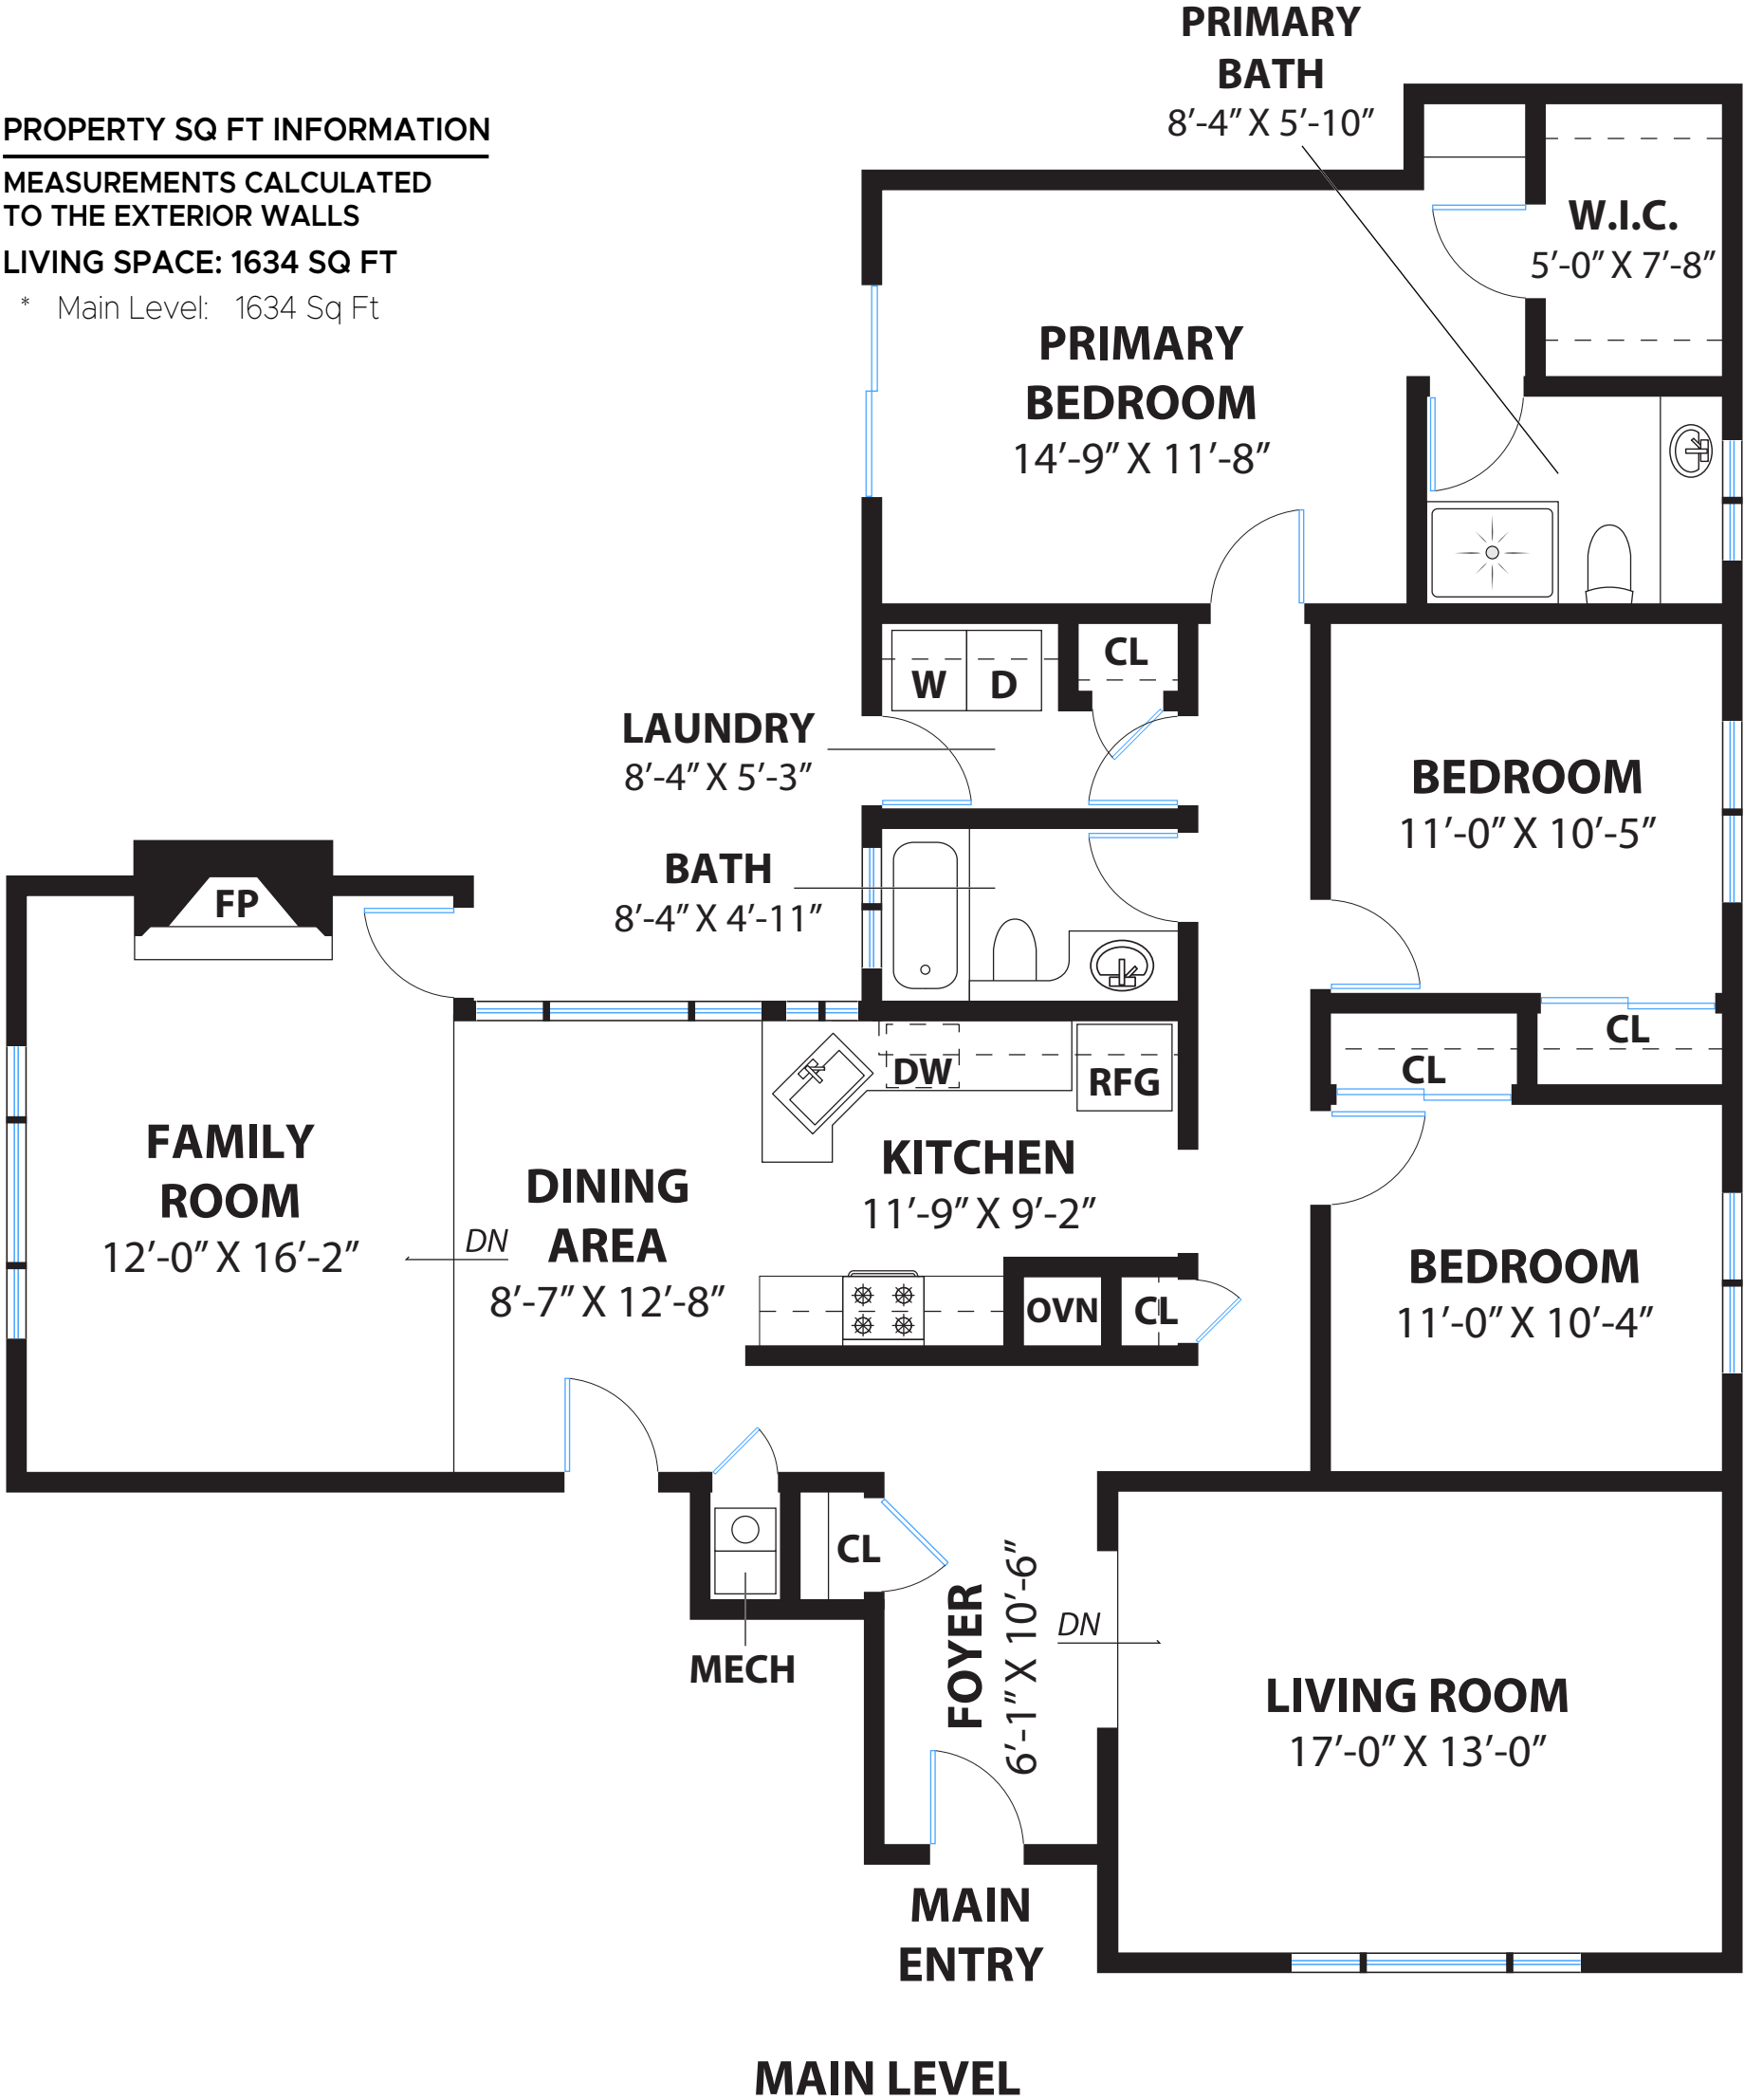 PRIMARY
BATH
8′-4″ X 5′-10″
PROPERTY SQ FT INFORMATION
MEASUREMENTS CALCULATED
TO THE EXTERIOR WALLS
LIVING SPACE: 1634 SQ FT
* Main Level: 1634 Sq Ft
W.I.C.
5′-0″ X 7′-8″
PRIMARY
BEDROOM
14′-9″ X 11′-8″
CL
W D
LAUNDRY
8′-4″ X 5′-3″
BEDROOM
11′-0″ X 10′-5″
BATH
8′-4″ X 4′-11″
FP
CL
CL
DW
RFG
FAMILY
ROOM
12′-0″ X 16′-2″
DN
DINING
AREA
8′-7″ X 12′-8″
KITCHEN
11′-9″ X 9′-2″
OVN
CL
BEDROOM
11′-0″ X 10′-4″
CL
MECH
FOYER
6′-1″ X 10′-6″
DN
LIVING ROOM
17′-0″ X 13′-0″
MAIN
ENTRY
MAIN LEVEL